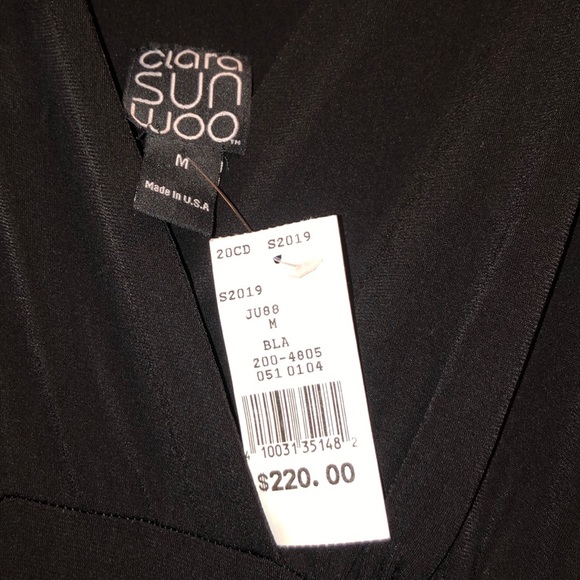 clara
SUN
WOO™
M
Made in U.S.A
20CD S2019
S2019
JU88
M
BLA
200-4805
051 0104
4 10031 35148 2
$220.00